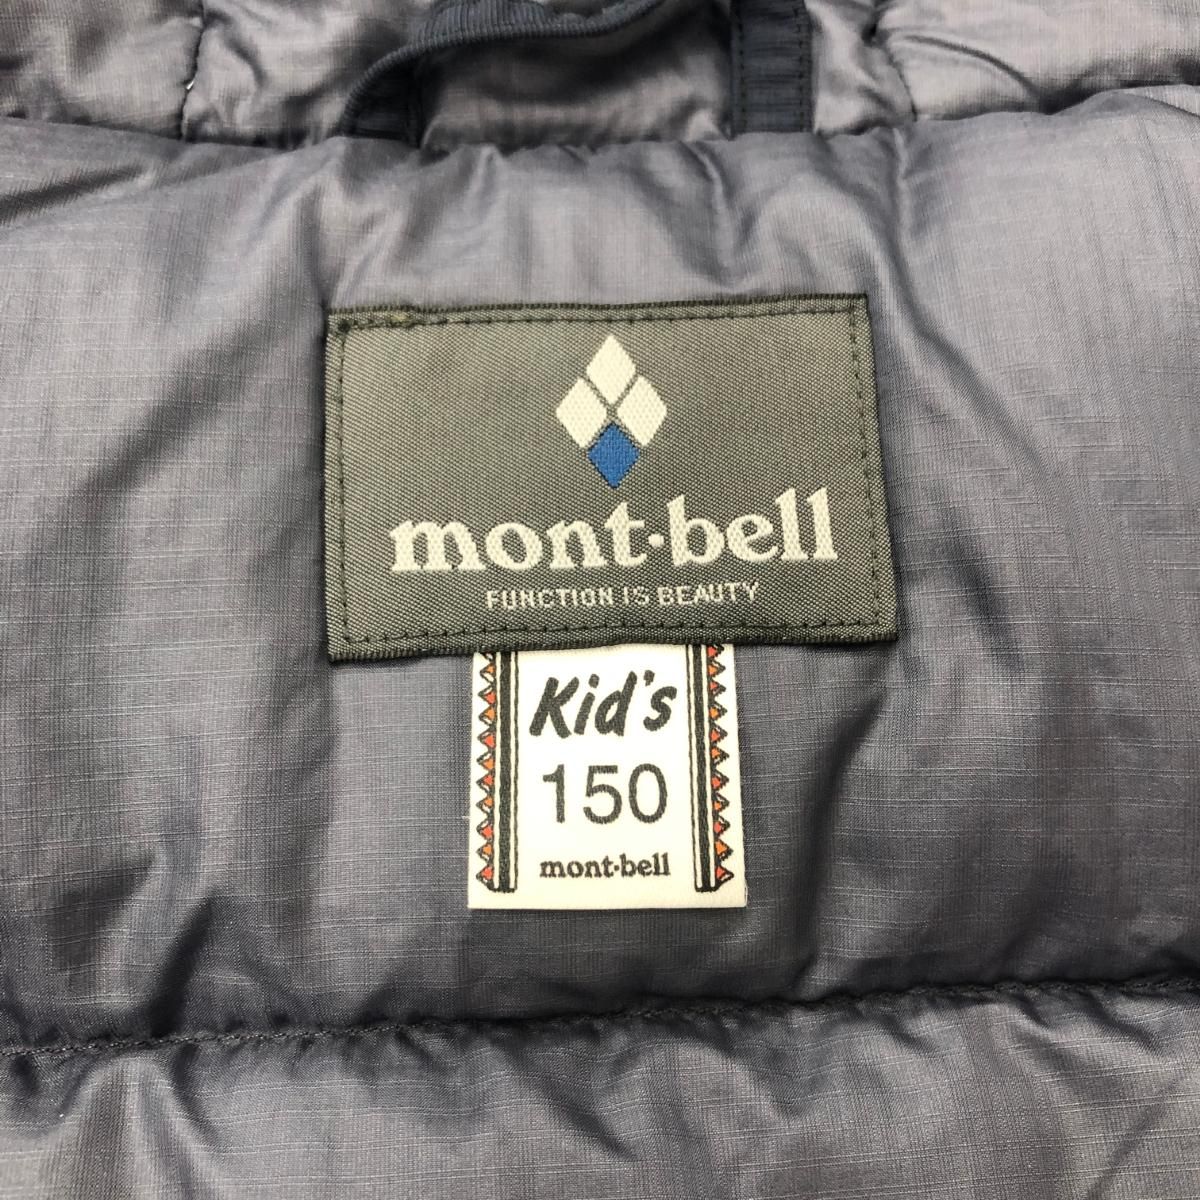 mont·bell
FUNCTION IS BEAUTY
Kid's
150
mont·bell